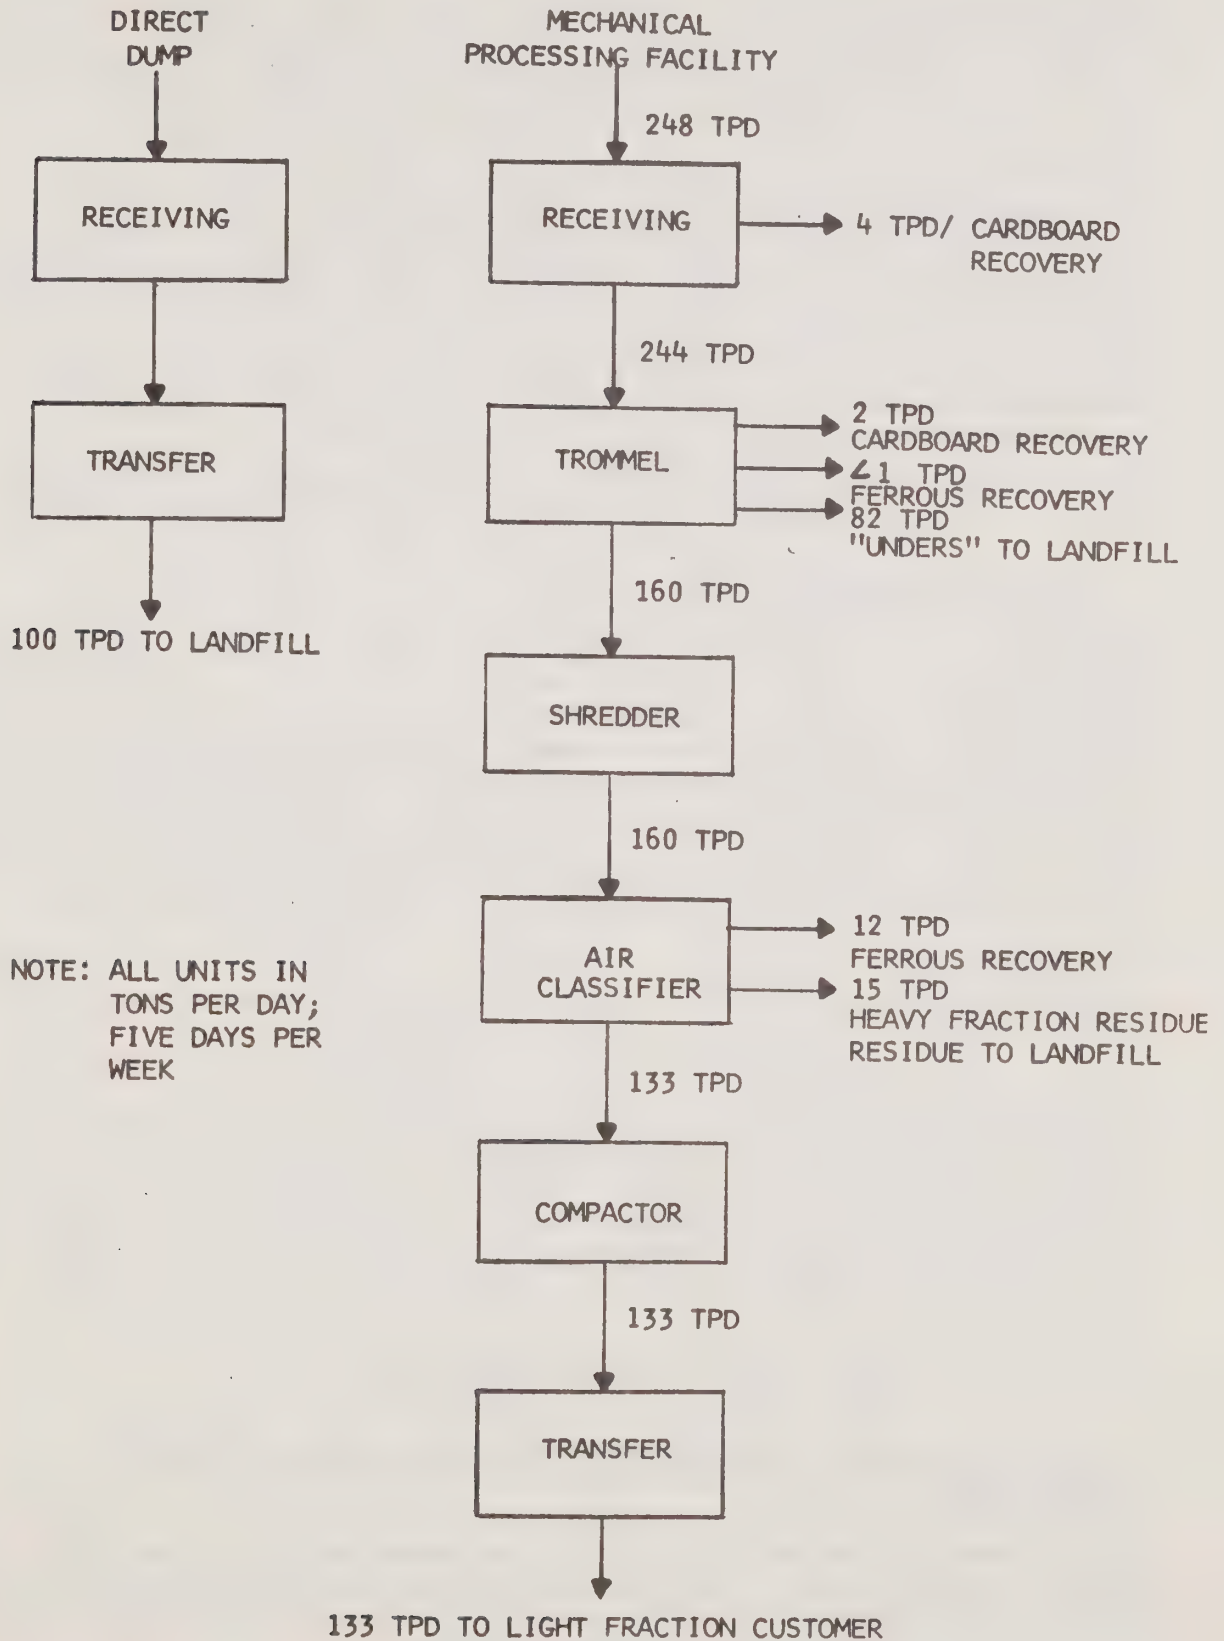 DIRECT
DUMP
RECEIVING
TRANSFER
100 TPD TO LANDFILL
NOTE: ALL UNITS IN
TONS PER DAY;
FIVE DAYS PER
WEEK
MECHANICAL
PROCESSING FACILITY
248 TPD
RECEIVING
4 TPD/ CARDBOARD
RECOVERY
244 TPD
TROMMEL
2 TPD
CARDBOARD RECOVERY
∠1 TPD
FERROUS RECOVERY
82 TPD
"UNDERS" TO LANDFILL
160 TPD
SHREDDER
160 TPD
AIR
CLASSIFIER
12 TPD
FERROUS RECOVERY
15 TPD
HEAVY FRACTION RESIDUE
RESIDUE TO LANDFILL
133 TPD
COMPACTOR
133 TPD
TRANSFER
133 TPD TO LIGHT FRACTION CUSTOMER